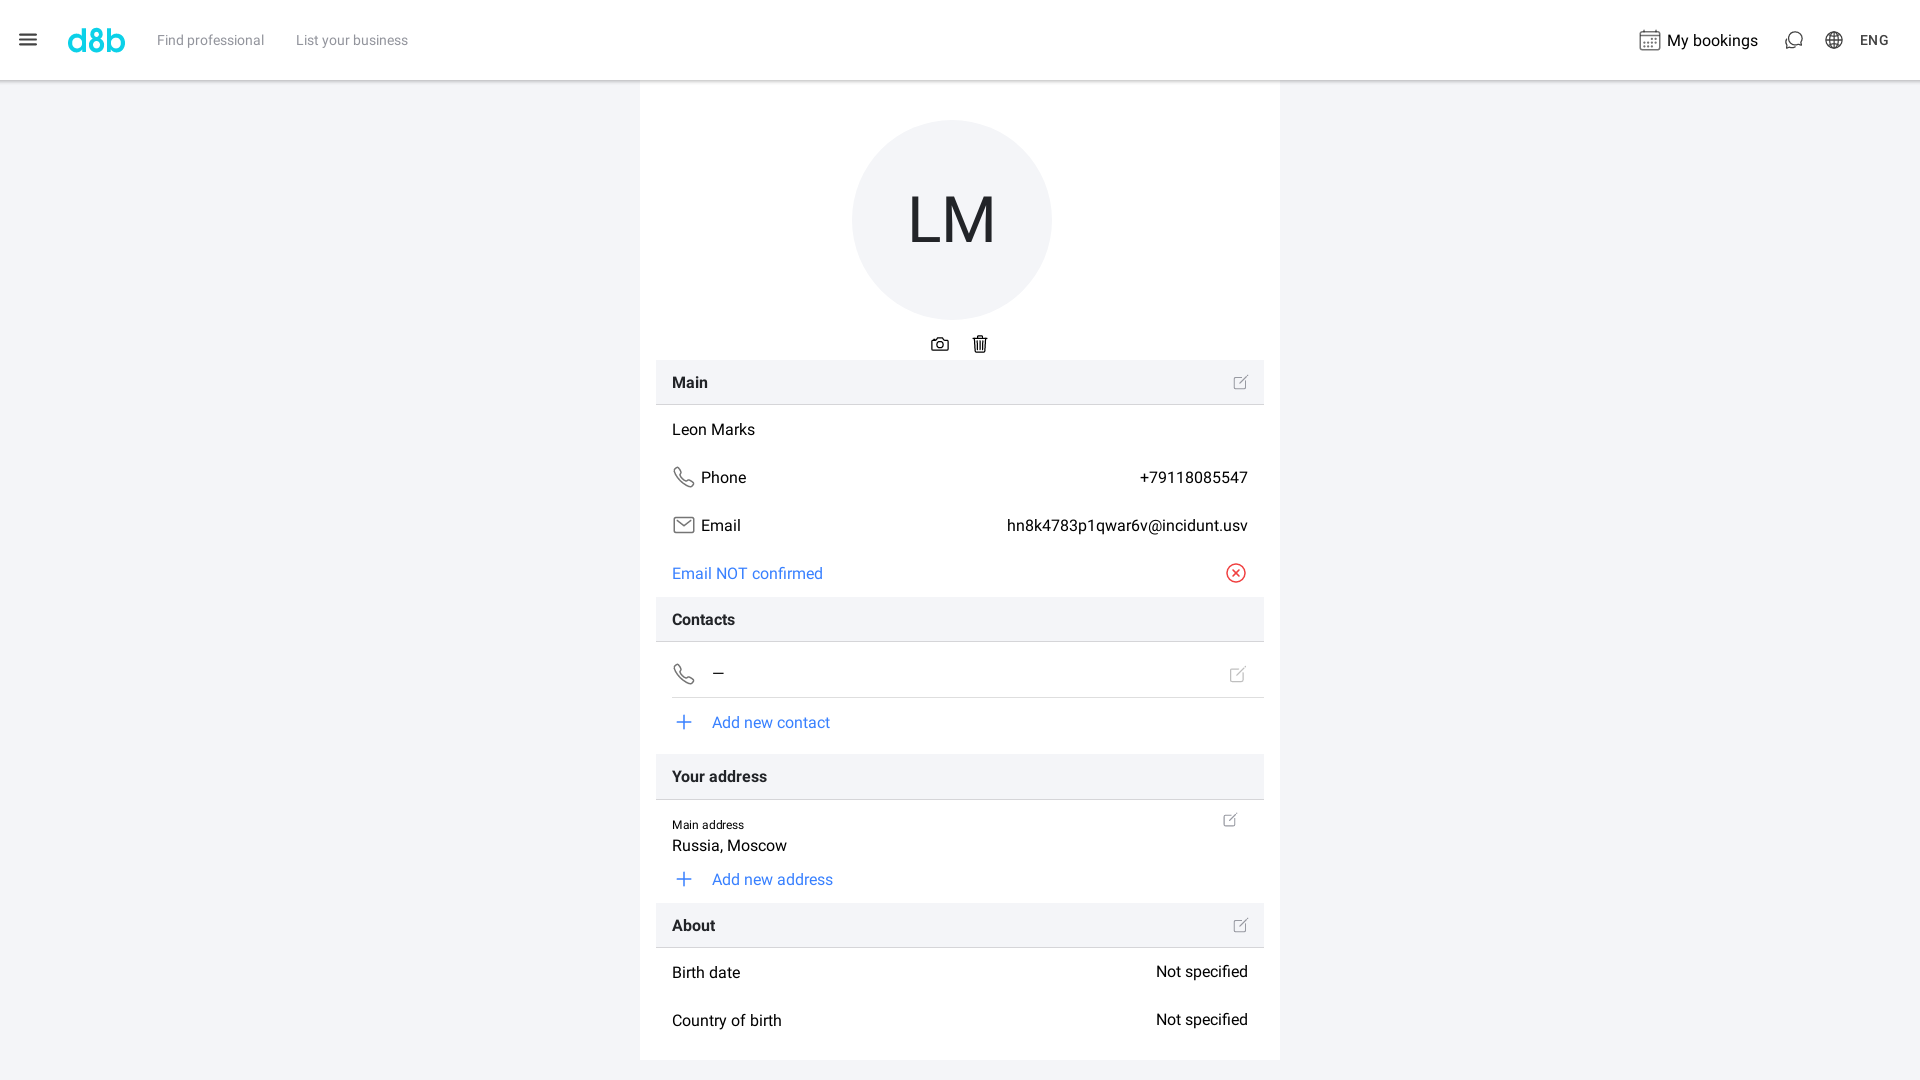 d8b Find professional List your business My bookings ENG
LM
Main
Leon Marks
Phone +79118085547
Email hn8k4783p1qwar6v@incidunt.usv
Email NOT confirmed
Contacts
—
Add new contact
Your address
Main address
Russia, Moscow
Add new address
About
Birth date Not specified
Country of birth Not specified